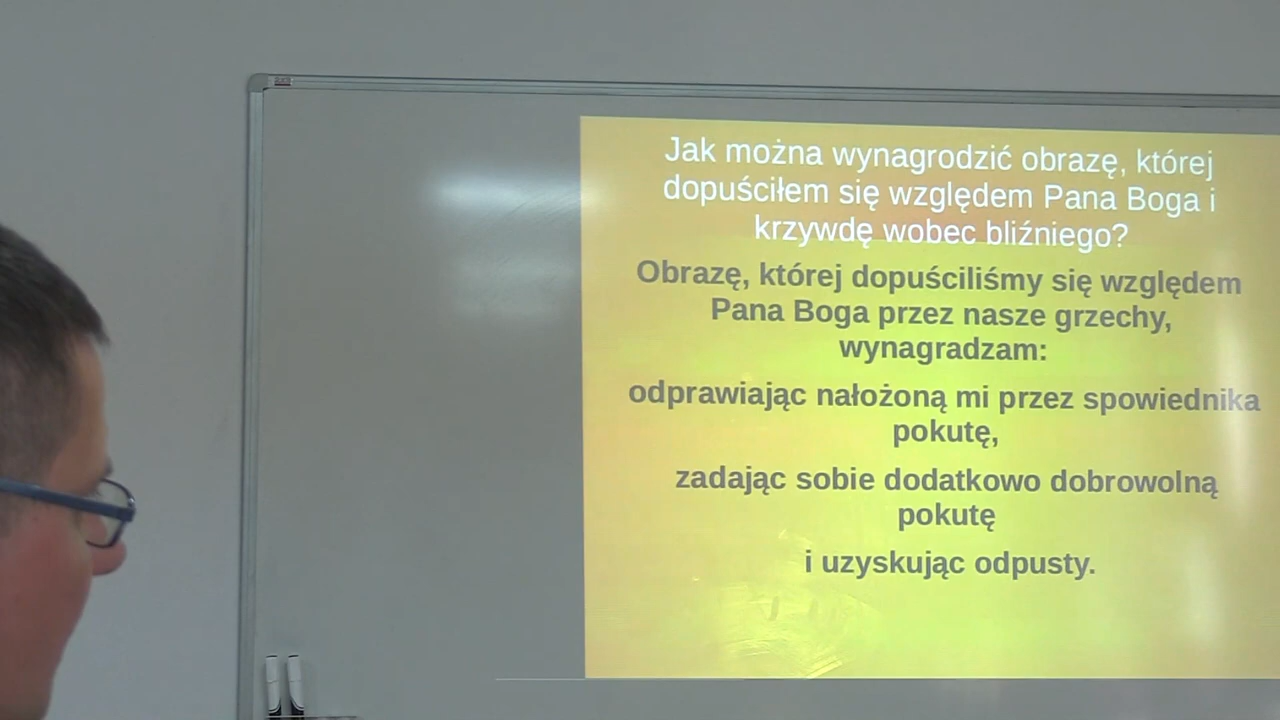 Jak można wynagrodzić obrazę, której
dopuściłem się względem Pana Boga i
krzywdę wobec bliźniego?
Obrazę, której dopuściliśmy się względem
Pana Boga przez nasze grzechy,
wynagradzam:
odprawiając nałożoną mi przez spowiednika
pokutę,
zadając sobie dodatkowo dobrowolną
pokutę
i uzyskując odpusty.